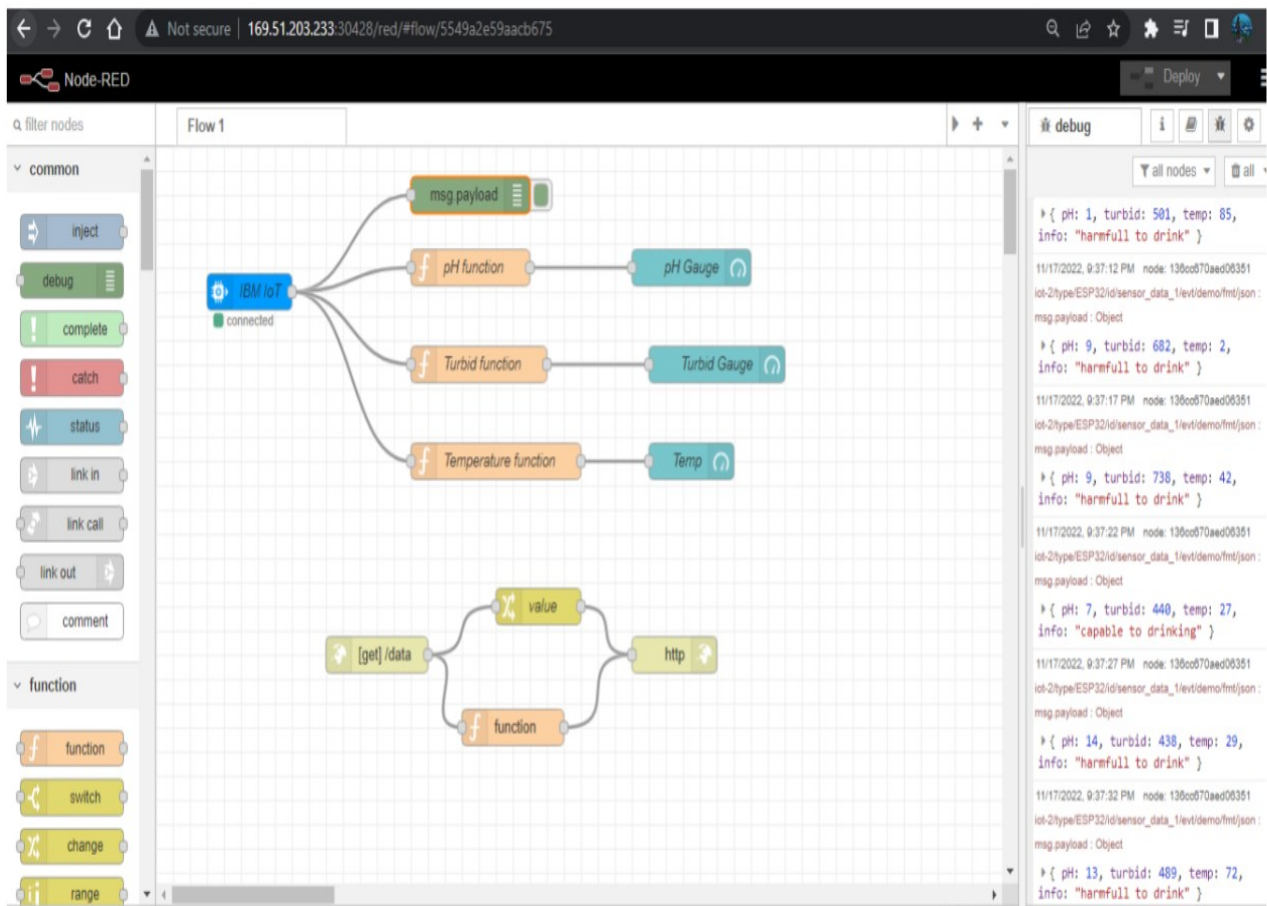 Not secure | 169.51.203.233:30428/red/#flow/5549a2e59aacb675
Node-RED
Deploy
filter nodes
Flow 1
debug
i
all nodes
all
common
inject
debug
complete
catch
status
link in
link call
link out
comment
function
function
switch
change
range
msg.payload
pH function
pH Gauge
IBM IoT
connected
Turbid function
Turbid Gauge
Temperature function
Temp
value
[get] /data
http
function
{ pH: 1, turbid: 501, temp: 85,
info: "harmfull to drink" }
11/17/2022, 9:37:12 PM node: 136cc670aed06351
iot-2/type/ESP32/id/sensor_data_1/evt/demo/fmt/json :
msg.payload : Object
{ pH: 9, turbid: 682, temp: 2,
info: "harmfull to drink" }
11/17/2022, 9:37:17 PM node: 136cc670aed06351
iot-2/type/ESP32/id/sensor_data_1/evt/demo/fmt/json :
msg.payload : Object
{ pH: 9, turbid: 738, temp: 42,
info: "harmfull to drink" }
11/17/2022, 9:37:22 PM node: 136cc670aed06351
iot-2/type/ESP32/id/sensor_data_1/evt/demo/fmt/json :
msg.payload : Object
{ pH: 7, turbid: 440, temp: 27,
info: "capable to drinking" }
11/17/2022, 9:37:27 PM node: 136cc670aed06351
iot-2/type/ESP32/id/sensor_data_1/evt/demo/fmt/json :
msg.payload : Object
{ pH: 14, turbid: 438, temp: 29,
info: "harmfull to drink" }
11/17/2022, 9:37:32 PM node: 136cc670aed06351
iot-2/type/ESP32/id/sensor_data_1/evt/demo/fmt/json :
msg.payload : Object
{ pH: 13, turbid: 489, temp: 72,
info: "harmfull to drink" }